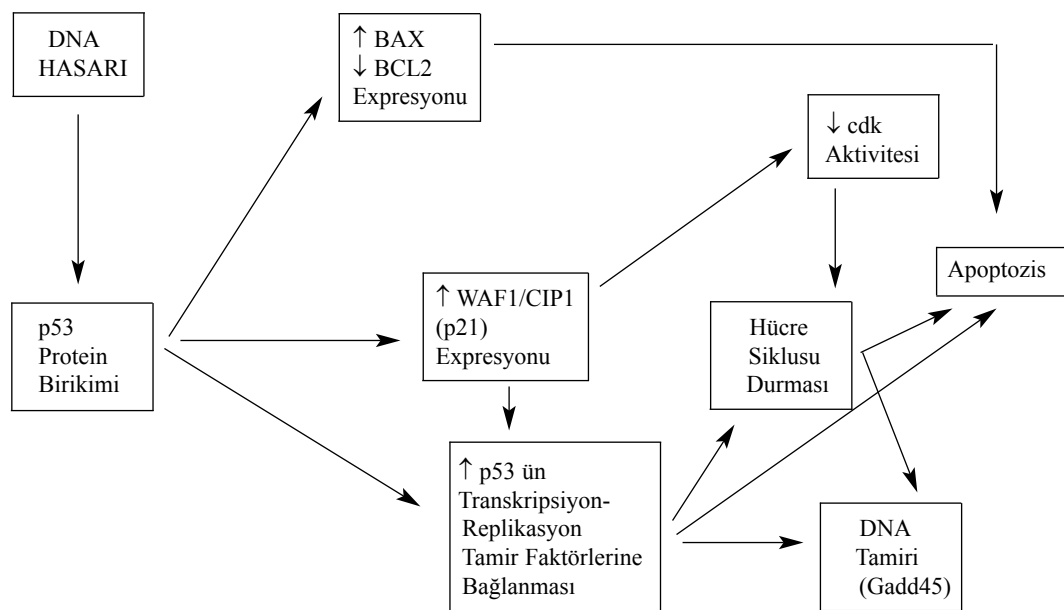 DNA
HASARI
↑ BAX
↓ BCL2
Expresyonu
↓ cdk
Aktivitesi
p53
Protein
Birikimi
↑ WAF1/CIP1
(p21)
Expresyonu
Hücre
Siklusu
Durması
Apoptozis
↑ p53 ün
Transkripsiyon-
Replikasyon
Tamir Faktörlerine
Bağlanması
DNA
Tamiri
(Gadd45)